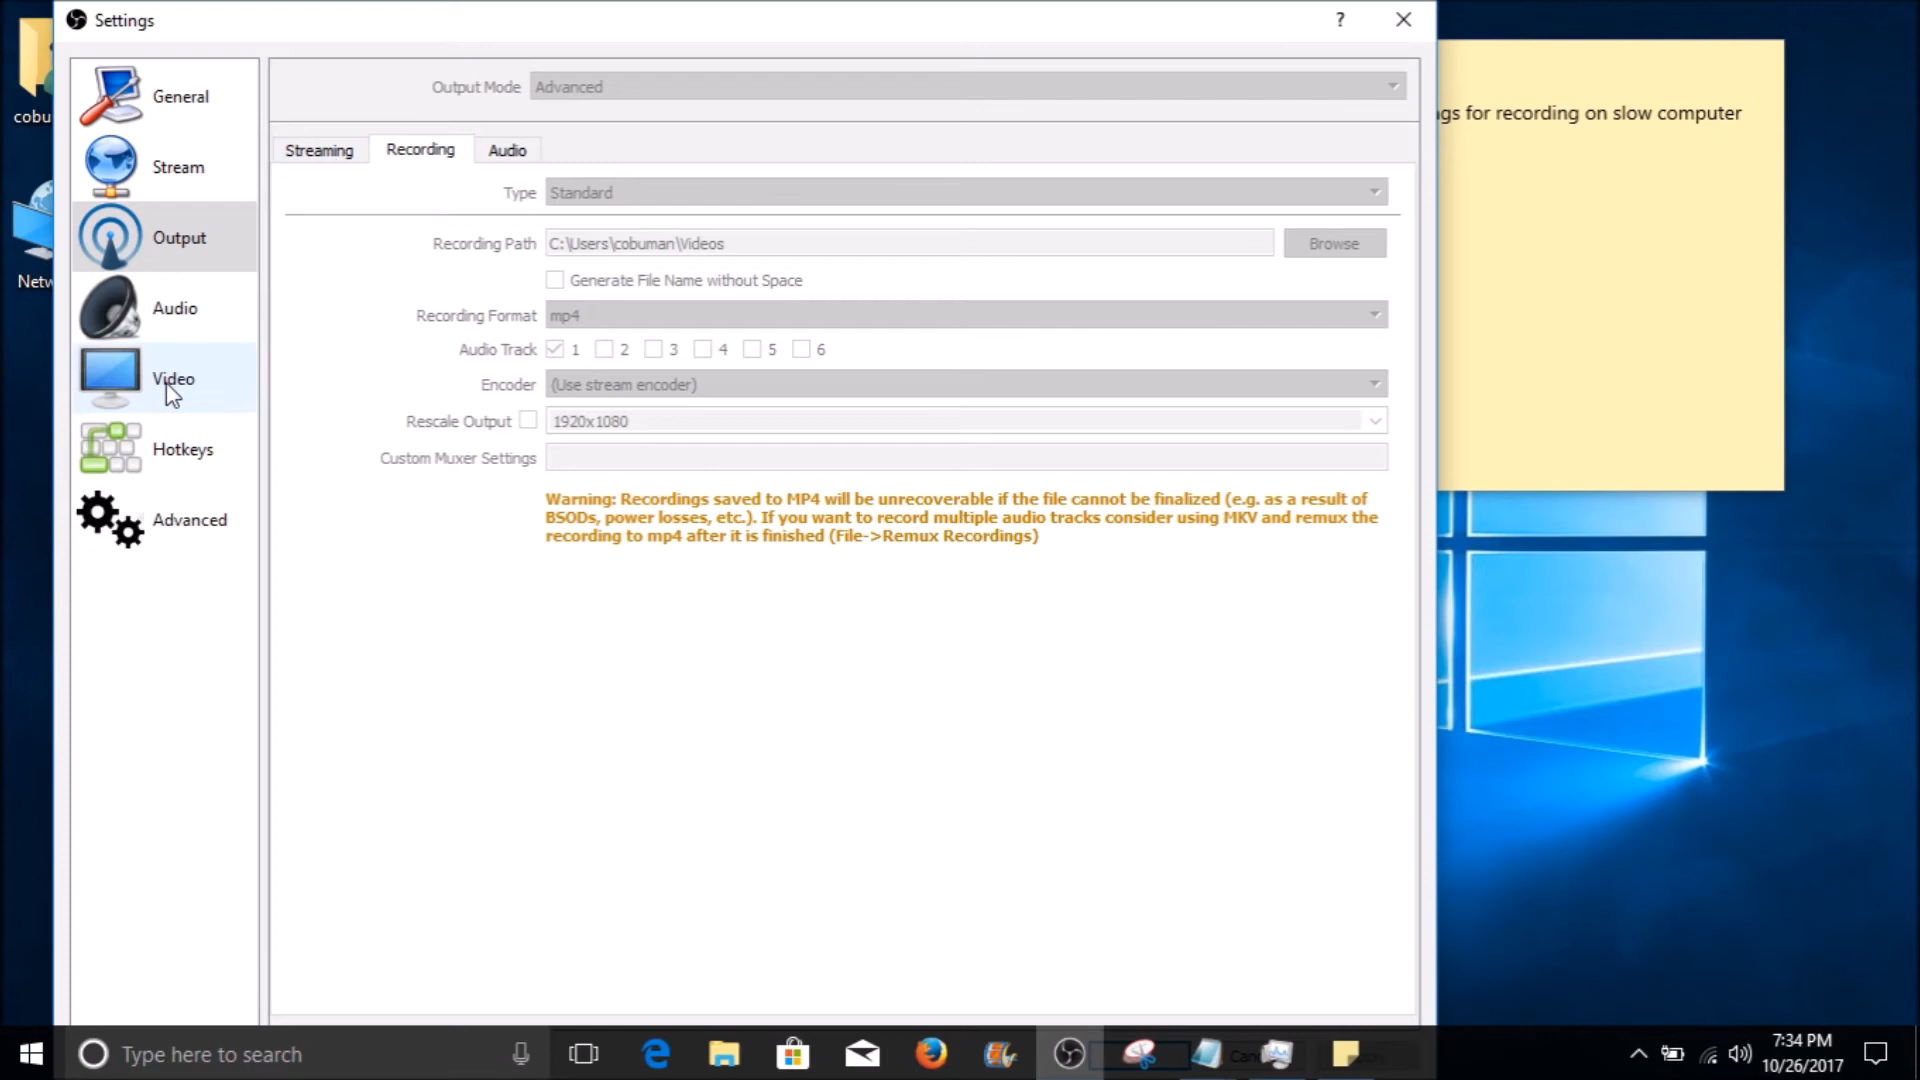 Settings
?
cobu
Netw
General
Stream
Output
Audio
Video
Hotkeys
Advanced
Output Mode Advanced
Streaming Recording Audio
Type Standard
Recording Path C:\Users\cobuman\Videos Browse
Generate File Name without Space
Recording Format mp4
Audio Track 1 2 3 4 5 6
Encoder (Use stream encoder)
Rescale Output 1920x1080
Custom Muxer Settings
Warning: Recordings saved to MP4 will be unrecoverable if the file cannot be finalized (e.g. as a result of
BSODs, power losses, etc.). If you want to record multiple audio tracks consider using MKV and remux the
recording to mp4 after it is finished (File->Remux Recordings)
gs for recording on slow computer
Type here to search
7:34 PM
10/26/2017